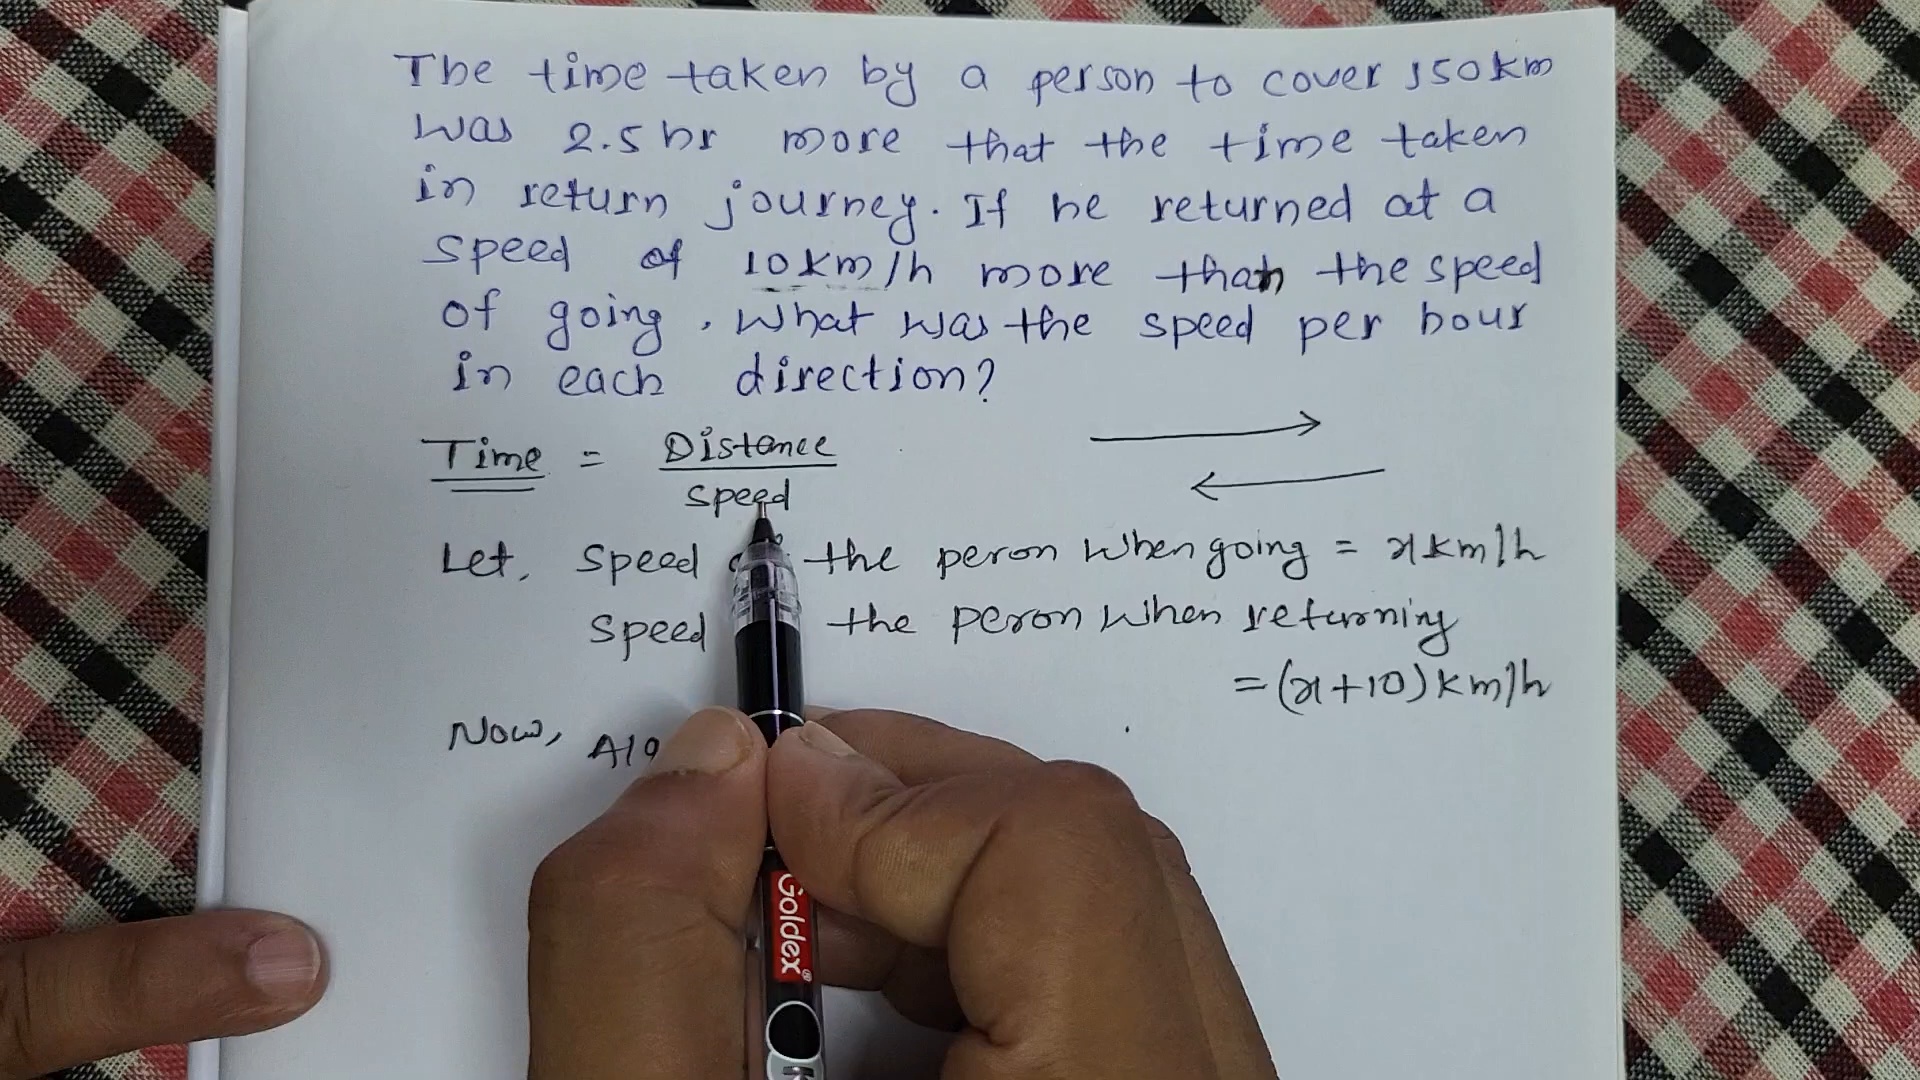 The time taken by a person to cover 150km
was 2.5 hr more that the time taken
in return journey. If he returned at a
speed of 10km/h more than the speed
of going, what was the speed per hour
in each direction?
Time = Distance
speed
Let, speed the peron when going = x km/h
Speed the peron when returning
= (x+10) km/h
Now,
Goldex